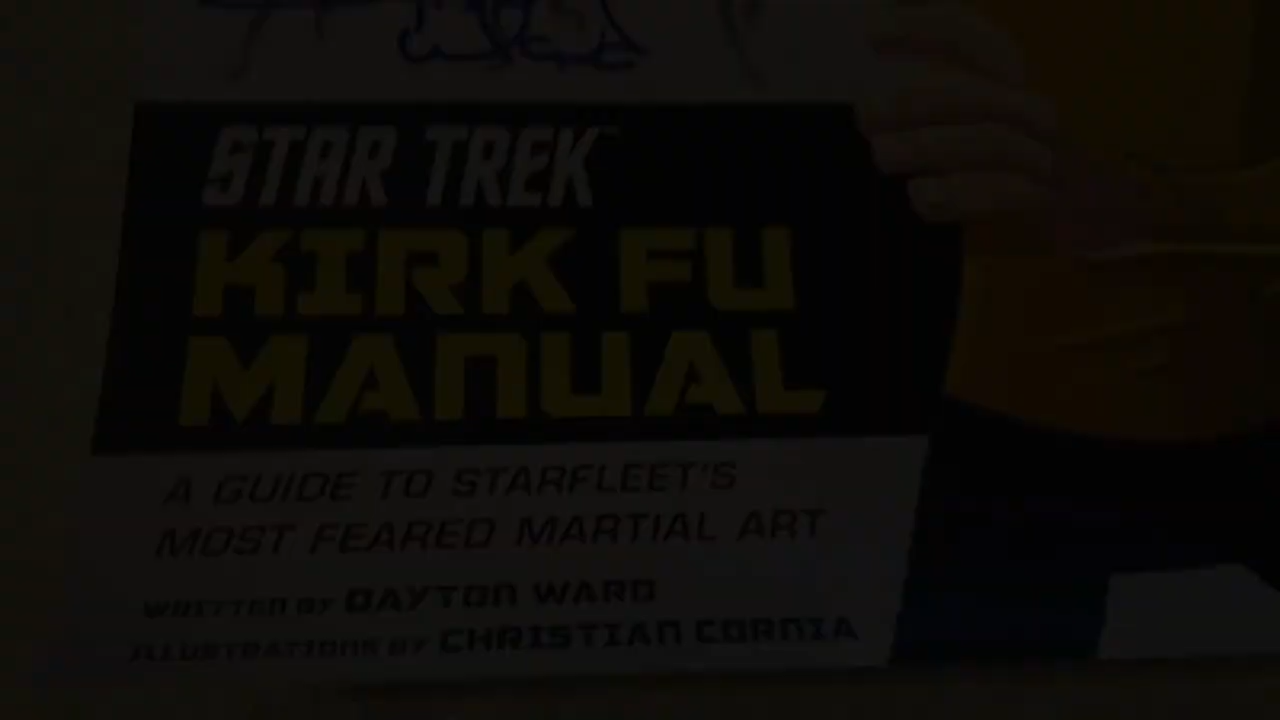 STAR TREK™
KIRK FU
MANUAL
A GUIDE TO STARFLEET'S
MOST FEARED MARTIAL ART
WRITTEN BY DAYTON WARD
ILLUSTRATIONS BY CHRISTIAN CORNIA